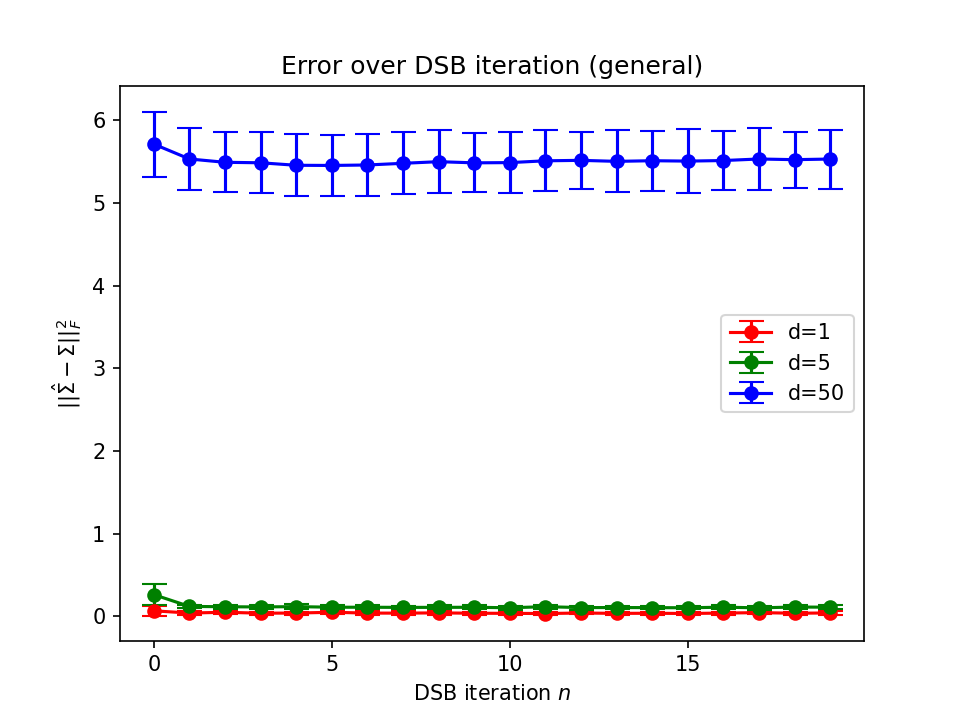 Error over DSB iteration (general)
6
5
4
3
2
1
0
||Σ̂ − Σ||²_F
d=1
d=5
d=50
0 5 10 15
DSB iteration n